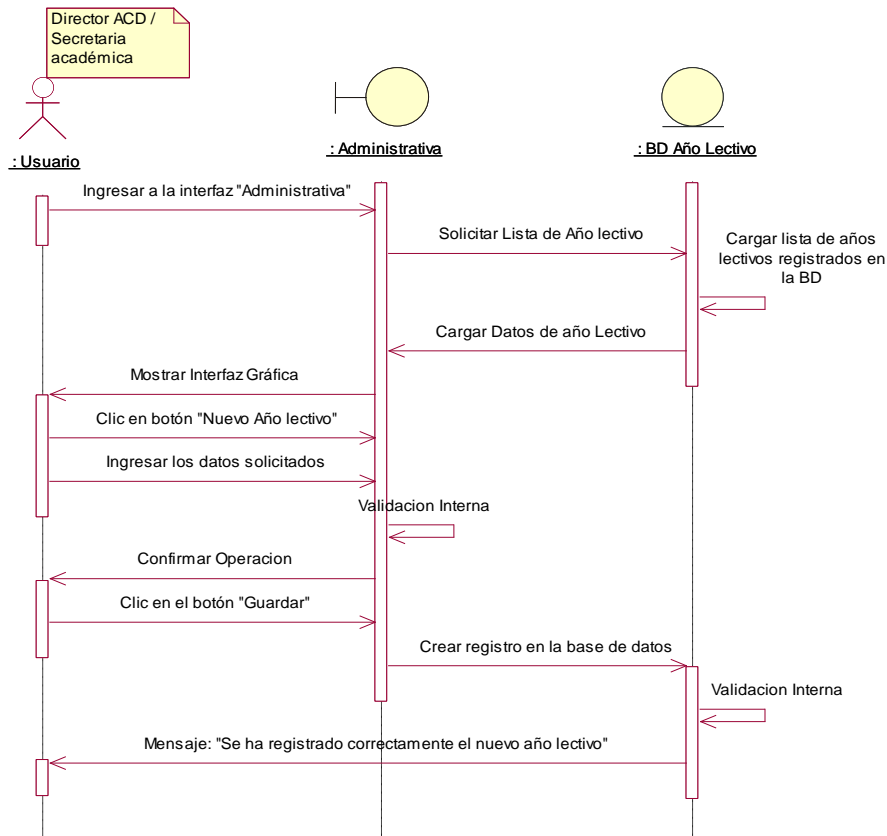 Director ACD /
Secretaria
académica
: Usuario
: Administrativa
: BD Año Lectivo
Ingresar a la interfaz "Administrativa"
Solicitar Lista de Año lectivo
Cargar lista de años
lectivos registrados en
la BD
Cargar Datos de año Lectivo
Mostrar Interfaz Gráfica
Clic en botón "Nuevo Año lectivo"
Ingresar los datos solicitados
Validacion Interna
Confirmar Operacion
Clic en el botón "Guardar"
Crear registro en la base de datos
Validacion Interna
Mensaje: "Se ha registrado correctamente el nuevo año lectivo"